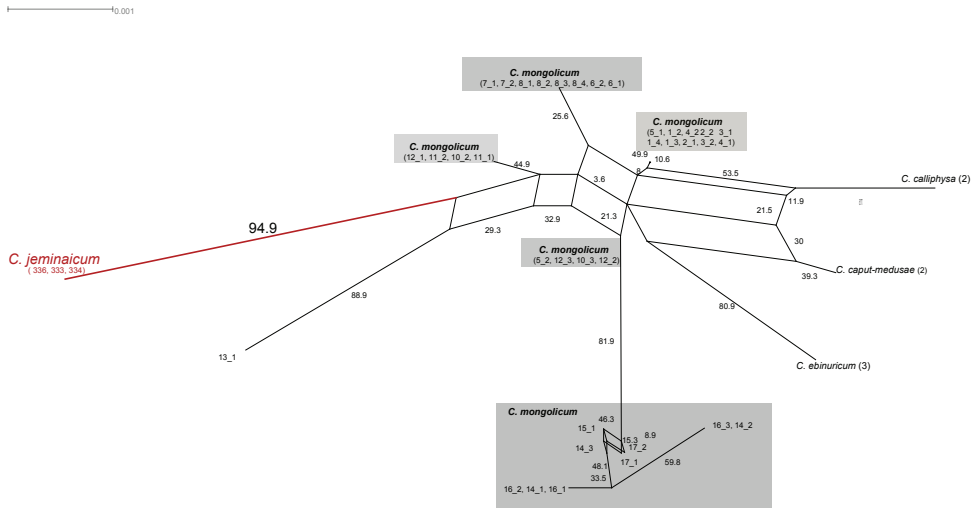 0.001
C. mongolicum
(7_1, 7_2, 8_1, 8_2, 8_3, 8_4, 6_2, 6_1)
25.6
C. mongolicum
(5_1, 1_2, 4_2 2_2 3_1
1_4, 1_3, 2_1, 3_2, 4_1)
C. mongolicum
(12_1, 11_2, 10_2, 11_1)
44.9
49.9
10.6
8
53.5
3.6
C. calliphysa (2)
11.9
21.5
94.9
29.3
32.9
21.3
30
C. mongolicum
(5_2, 12_3, 10_3, 12_2)
C. jeminaicum
( 336, 333, 334)
C. caput-medusae (2)
39.3
88.9
80.9
81.9
13_1
C. ebinuricum (3)
C. mongolicum
46.3
15_1
16_3, 14_2
15.3
8.9
14_3
17_2
17_1
48.1
59.8
33.5
16_2, 14_1, 16_1